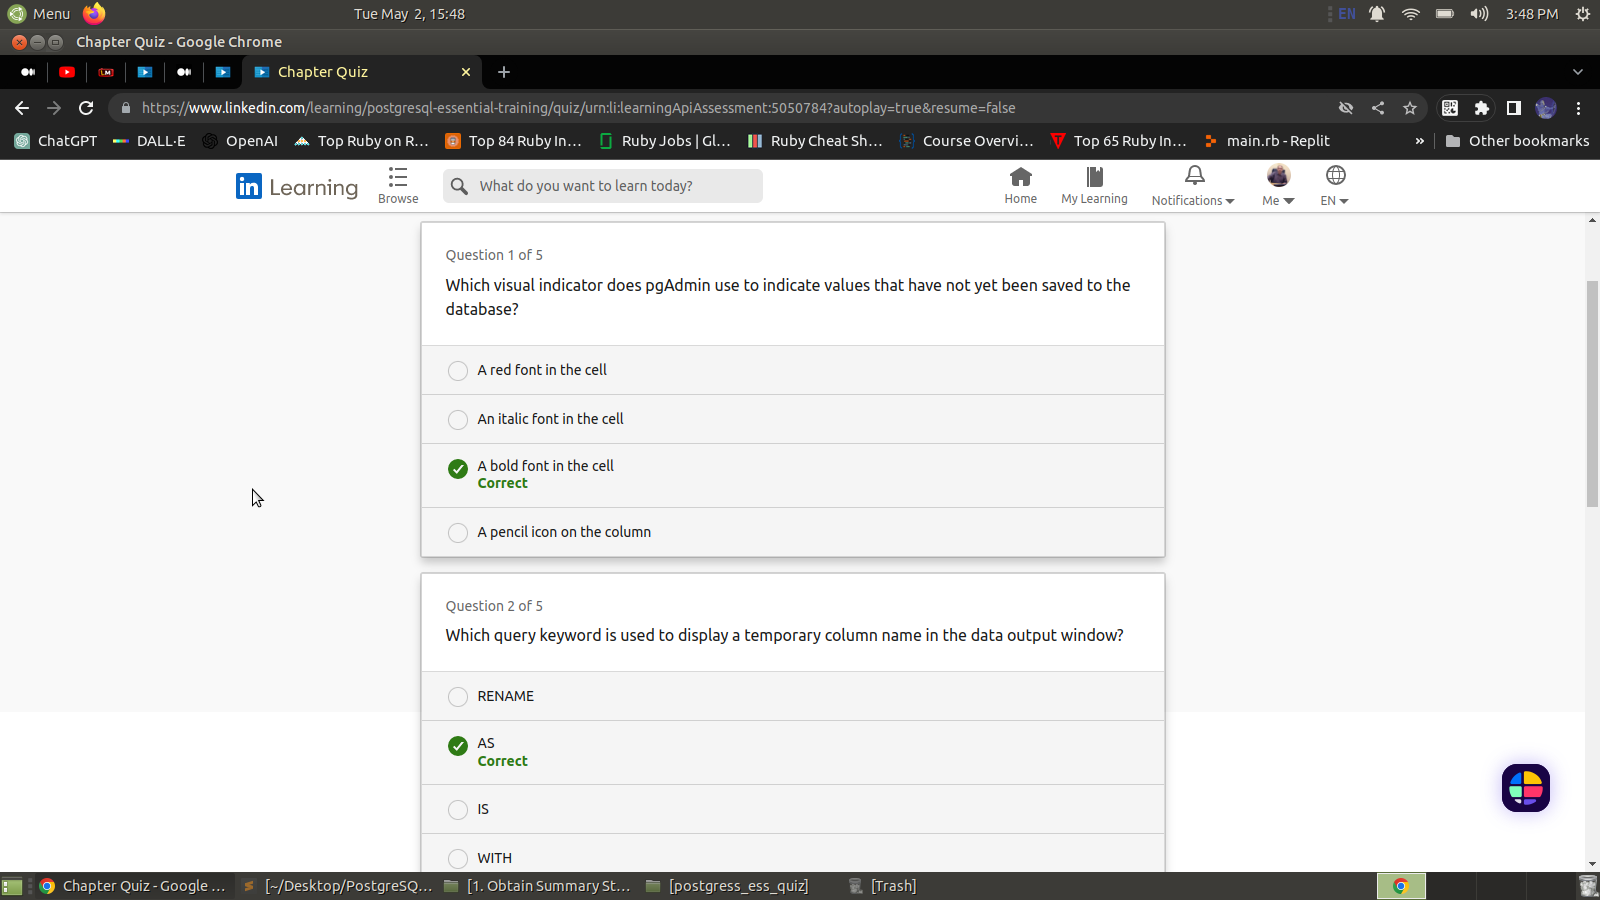 Menu
Tue May 2, 15:48
EN
3:48 PM
Chapter Quiz - Google Chrome
LM
Chapter Quiz
https://www.linkedin.com/learning/postgresql-essential-training/quiz/urn:li:learningApiAssessment:5050784?autoplay=true&resume=false
ChatGPT
DALL·E
OpenAI
Top Ruby on R...
Top 84 Ruby In...
Ruby Jobs | Gl...
Ruby Cheat Sh...
Course Overvi...
Top 65 Ruby In...
main.rb - Replit
»
Other bookmarks
in Learning
Browse
What do you want to learn today?
Home
My Learning
Notifications
Me
EN
Question 1 of 5
Which visual indicator does pgAdmin use to indicate values that have not yet been saved to the
database?
A red font in the cell
An italic font in the cell
A bold font in the cell
Correct
A pencil icon on the column
Question 2 of 5
Which query keyword is used to display a temporary column name in the data output window?
RENAME
AS
Correct
IS
WITH
Chapter Quiz - Google ...
[~/Desktop/PostgreSQ...
[1. Obtain Summary St...
[postgress_ess_quiz]
[Trash]